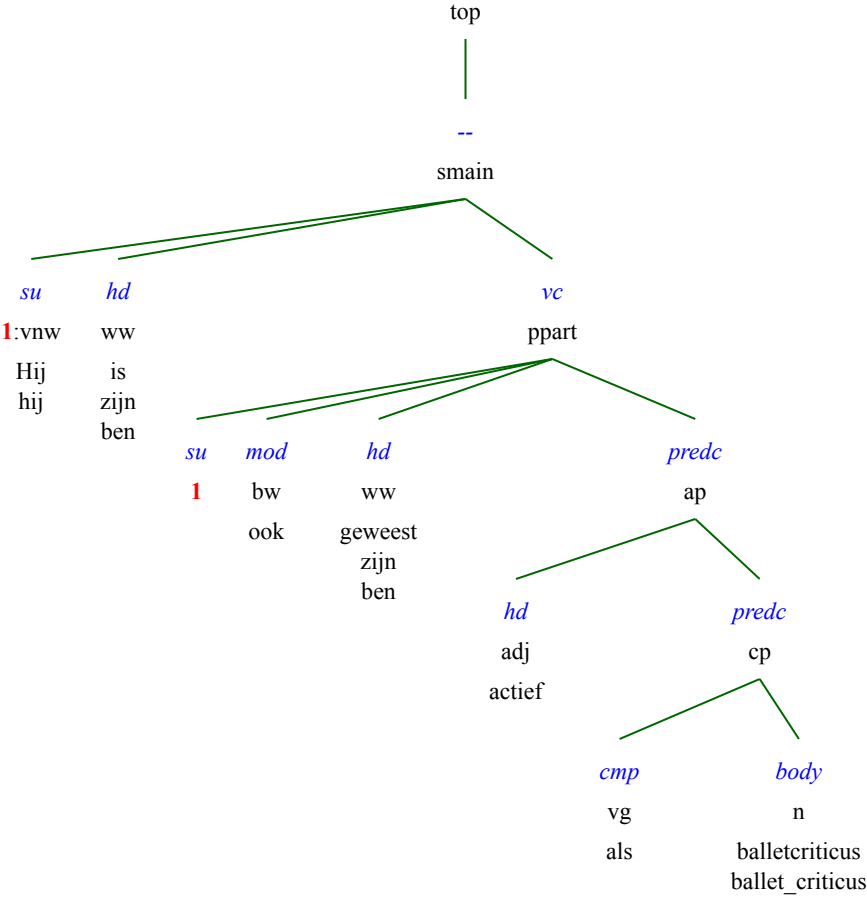 top
--
smain
su hd vc
1:vnw ww ppart
Hij is
hij zijn
ben
su mod hd predc
1 bw ww ap
ook geweest
zijn
ben
hd predc
adj cp
actief
cmp body
vg n
als balletcriticus
ballet_criticus